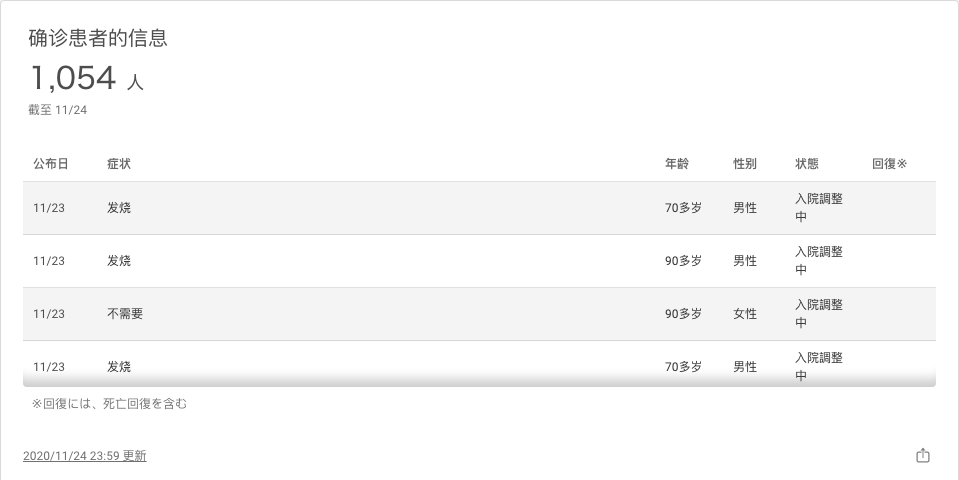 确诊患者的信息
1,054 人
截至 11/24
公布日 症状 年龄 性别 状態 回復※
11/23 发烧 70多岁 男性 入院調整
中
11/23 发烧 90多岁 男性 入院調整
中
11/23 不需要 90多岁 女性 入院調整
中
11/23 发烧 70多岁 男性 入院調整
中
※回復には、死亡回復を含む
2020/11/24 23:59 更新